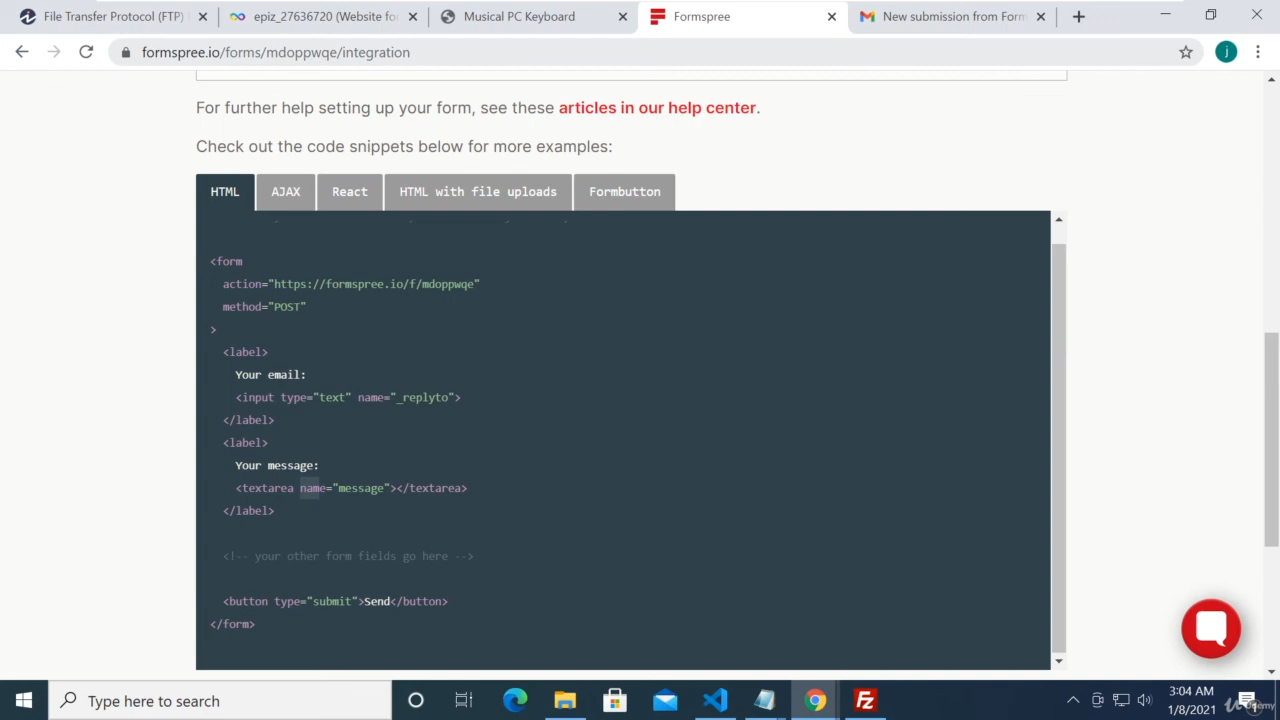 File Transfer Protocol (FTP)
epiz_27636720 (Website
Musical PC Keyboard
Formspree
New submission from Form
formspree.io/forms/mdoppwqe/integration
j
For further help setting up your form, see these articles in our help center.
Check out the code snippets below for more examples:
HTML
AJAX
React
HTML with file uploads
Formbutton
<form
action="https://formspree.io/f/mdoppwqe"
method="POST"
>
<label>
Your email:
<input type="text" name="_replyto">
</label>
<label>
Your message:
<textarea name="message"></textarea>
</label>
<!-- your other form fields go here -->
<button type="submit">Send</button>
</form>
Type here to search
3:04 AM
1/8/2021
Udemy